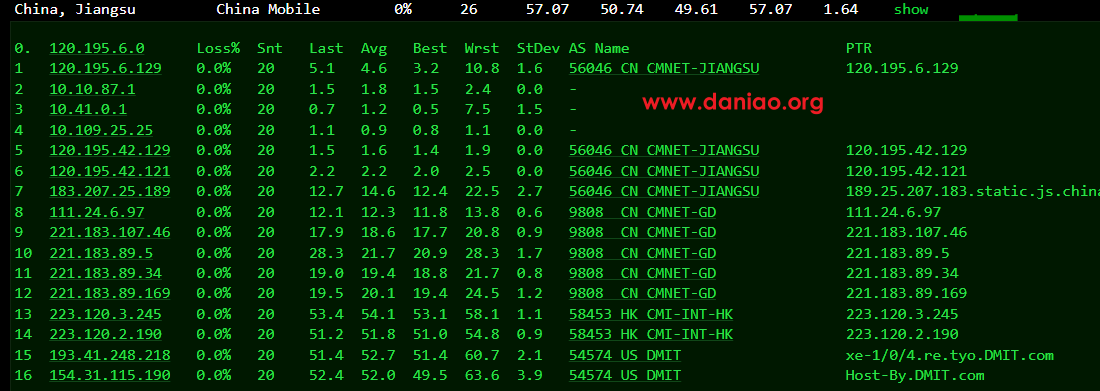 China, Jiangsu China Mobile 0% 26 57.07 50.74 49.61 57.07 1.64 show
0. 120.195.6.0 Loss% Snt Last Avg Best Wrst StDev AS Name PTR
1 120.195.6.129 0.0% 20 5.1 4.6 3.2 10.8 1.6 56046 CN CMNET-JIANGSU 120.195.6.129
2 10.10.87.1 0.0% 20 1.5 1.8 1.5 2.4 0.0 -
www.daniao.org
3 10.41.0.1 0.0% 20 0.7 1.2 0.5 7.5 1.5 -
4 10.109.25.25 0.0% 20 1.1 0.9 0.8 1.1 0.0 -
5 120.195.42.129 0.0% 20 1.5 1.6 1.4 1.9 0.0 56046 CN CMNET-JIANGSU 120.195.42.129
6 120.195.42.121 0.0% 20 2.2 2.2 2.0 2.5 0.0 56046 CN CMNET-JIANGSU 120.195.42.121
7 183.207.25.189 0.0% 20 12.7 14.6 12.4 22.5 2.7 56046 CN CMNET-JIANGSU 189.25.207.183.static.js.china
8 111.24.6.97 0.0% 20 12.1 12.3 11.8 13.8 0.6 9808 CN CMNET-GD 111.24.6.97
9 221.183.107.46 0.0% 20 17.9 18.6 17.7 20.8 0.9 9808 CN CMNET-GD 221.183.107.46
10 221.183.89.5 0.0% 20 28.3 21.7 20.9 28.3 1.7 9808 CN CMNET-GD 221.183.89.5
11 221.183.89.34 0.0% 20 19.0 19.4 18.8 21.7 0.8 9808 CN CMNET-GD 221.183.89.34
12 221.183.89.169 0.0% 20 19.5 20.1 19.4 24.5 1.2 9808 CN CMNET-GD 221.183.89.169
13 223.120.3.245 0.0% 20 53.4 54.1 53.1 58.1 1.1 58453 HK CMI-INT-HK 223.120.3.245
14 223.120.2.190 0.0% 20 51.2 51.8 51.0 54.8 0.9 58453 HK CMI-INT-HK 223.120.2.190
15 193.41.248.218 0.0% 20 51.4 52.7 51.4 60.7 2.1 54574 US DMIT xe-1/0/4.re.tyo.DMIT.com
16 154.31.115.190 0.0% 20 52.4 52.0 49.5 63.6 3.9 54574 US DMIT Host-By.DMIT.com